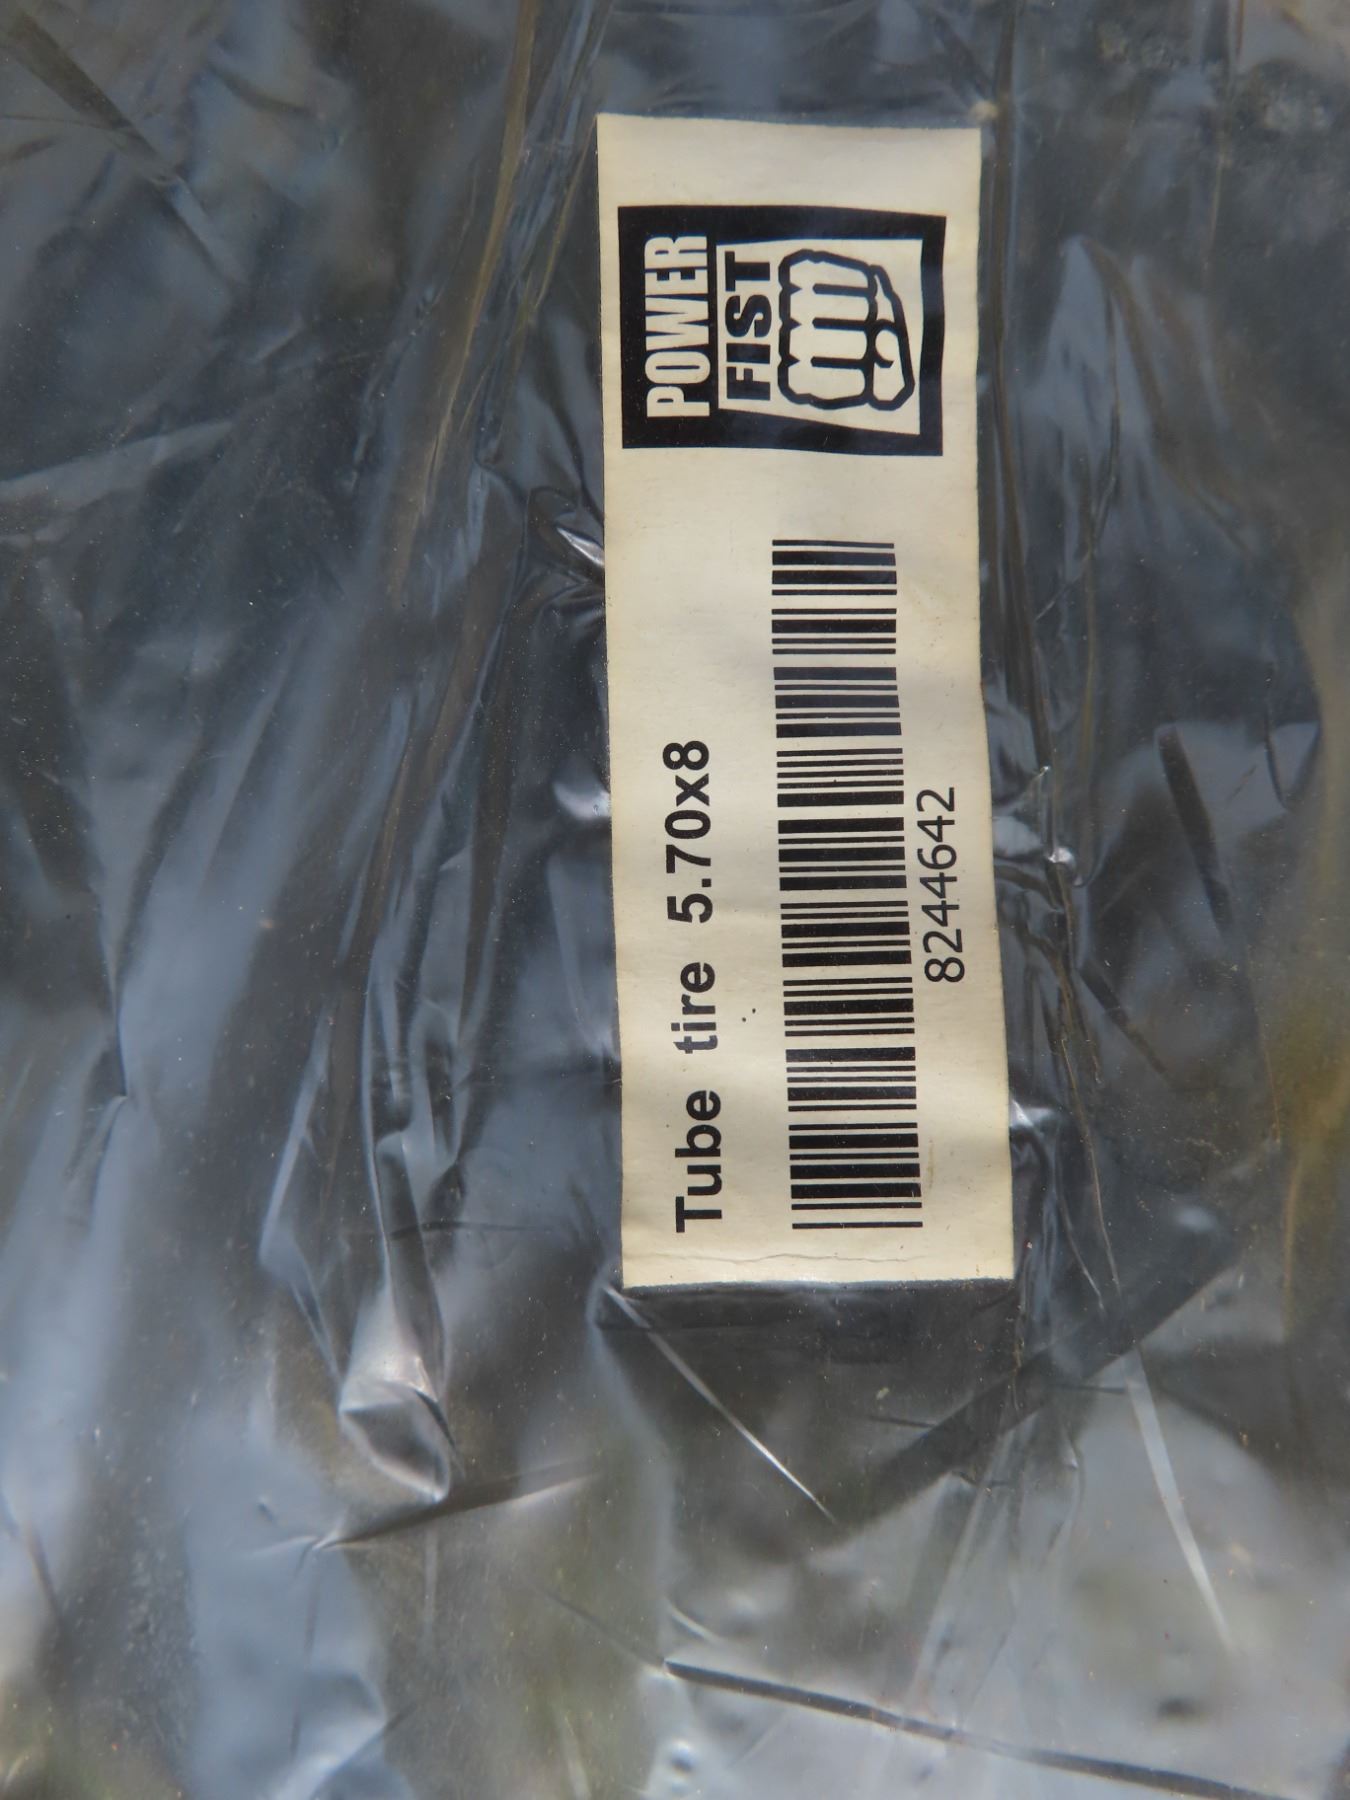 POWER
FIST
Tube tire 5.70x8
8244642